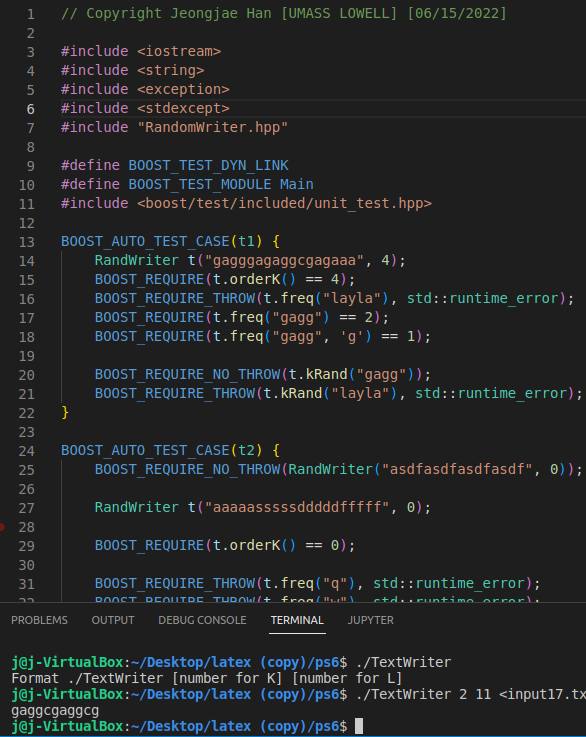 1 // Copyright Jeongjae Han [UMASS LOWELL] [06/15/2022]
2
3 #include <iostream>
4 #include <string>
5 #include <exception>
6 #include <stdexcept>
7 #include "RandomWriter.hpp"
8
9 #define BOOST_TEST_DYN_LINK
10 #define BOOST_TEST_MODULE Main
11 #include <boost/test/included/unit_test.hpp>
12
13 BOOST_AUTO_TEST_CASE(t1) {
14 RandWriter t("gagggagaggcgagaaa", 4);
15 BOOST_REQUIRE(t.orderK() == 4);
16 BOOST_REQUIRE_THROW(t.freq("layla"), std::runtime_error);
17 BOOST_REQUIRE(t.freq("gagg") == 2);
18 BOOST_REQUIRE(t.freq("gagg", 'g') == 1);
19
20 BOOST_REQUIRE_NO_THROW(t.kRand("gagg"));
21 BOOST_REQUIRE_THROW(t.kRand("layla"), std::runtime_error);
22 }
23
24 BOOST_AUTO_TEST_CASE(t2) {
25 BOOST_REQUIRE_NO_THROW(RandWriter("asdfasdfasdfasdf", 0));
26
27 RandWriter t("aaaaasssssdddddfffff", 0);
28
29 BOOST_REQUIRE(t.orderK() == 0);
30
31 BOOST_REQUIRE_THROW(t.freq("q"), std::runtime_error);
32 BOOST_REQUIRE_THROW(t.freq("w"), std::runtime_error);
PROBLEMS OUTPUT DEBUG CONSOLE TERMINAL JUPYTER
j@j-VirtualBox:~/Desktop/latex (copy)/ps6$ ./TextWriter
Format ./TextWriter [number for K] [number for L]
j@j-VirtualBox:~/Desktop/latex (copy)/ps6$ ./TextWriter 2 11 <input17.tx
gaggcgaggcg
j@j-VirtualBox:~/Desktop/latex (copy)/ps6$